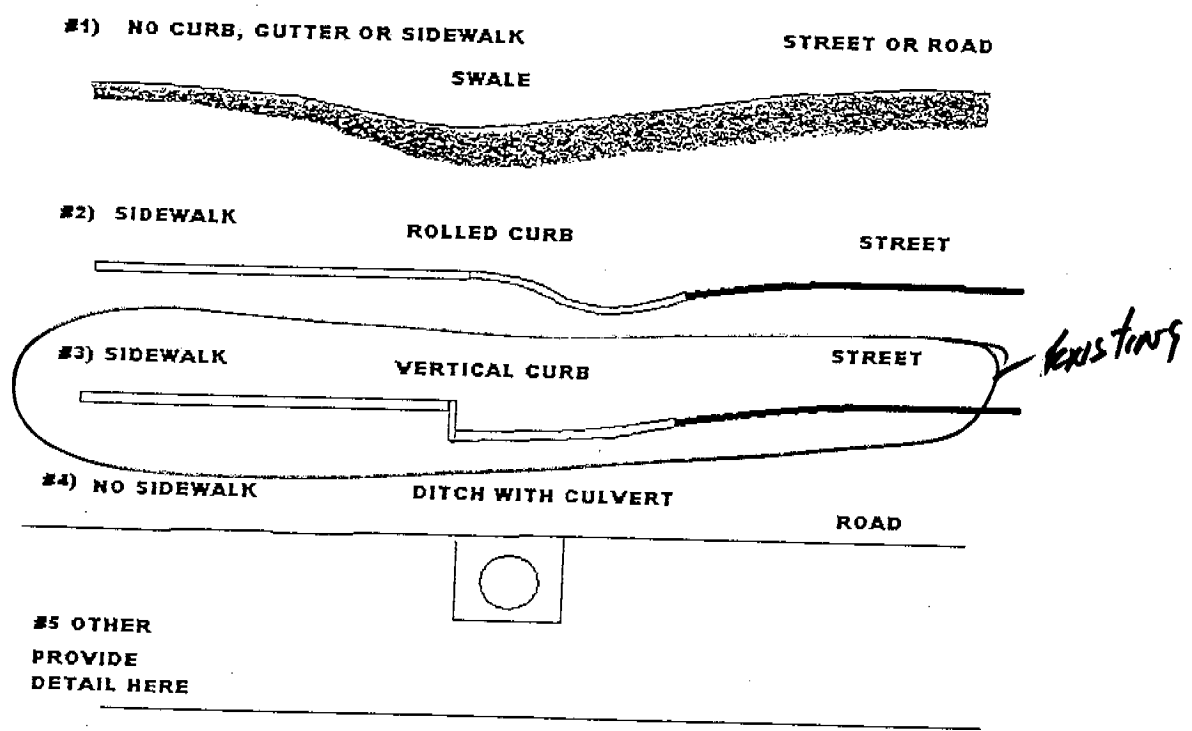 #1) NO CURB, GUTTER OR SIDEWALK STREET OR ROAD
SWALE
#2) SIDEWALK ROLLED CURB STREET
#3) SIDEWALK VERTICAL CURB STREET
EXISTING
#4) NO SIDEWALK DITCH WITH CULVERT ROAD
#5 OTHER
PROVIDE
DETAIL HERE